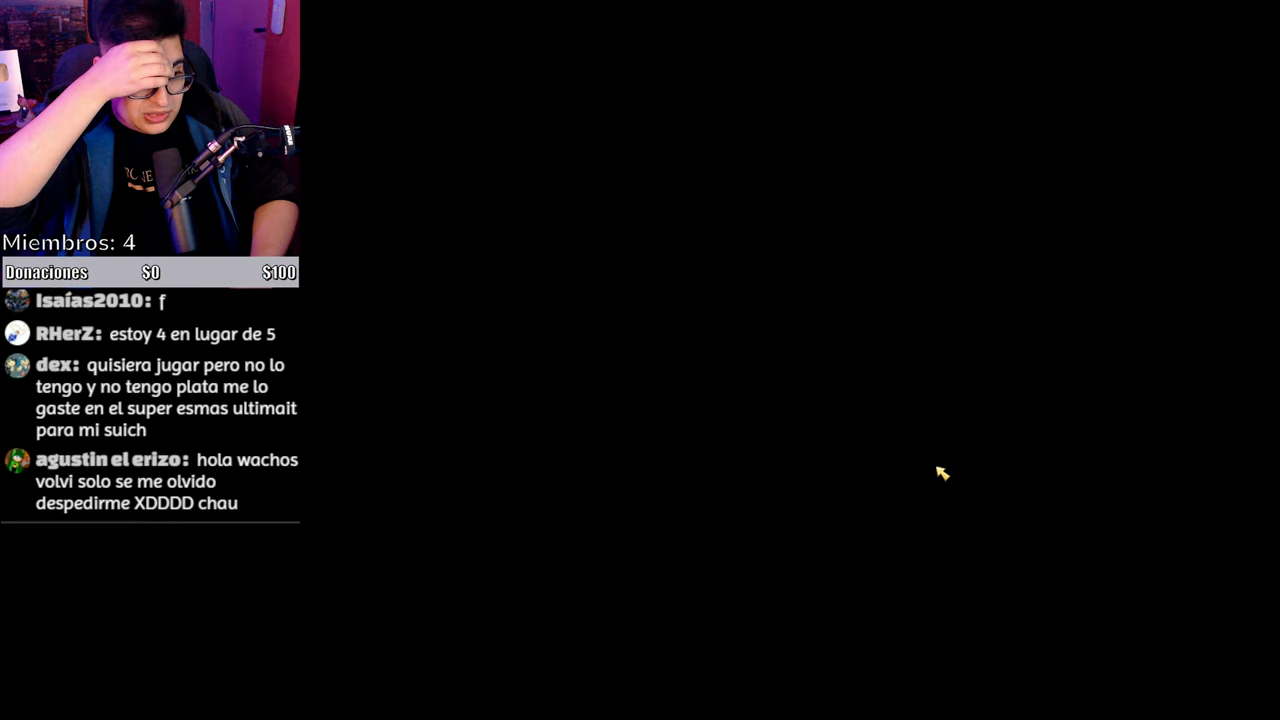 Miembros: 4
Donaciones $0 $100
Isaías2010: f
RHerZ: estoy 4 en lugar de 5
dex: quisiera jugar pero no lo
tengo y no tengo plata me lo
gaste en el super esmas ultimait
para mi suich
agustin el erizo: hola wachos
volvi solo se me olvido
despedirme XDDDD chau